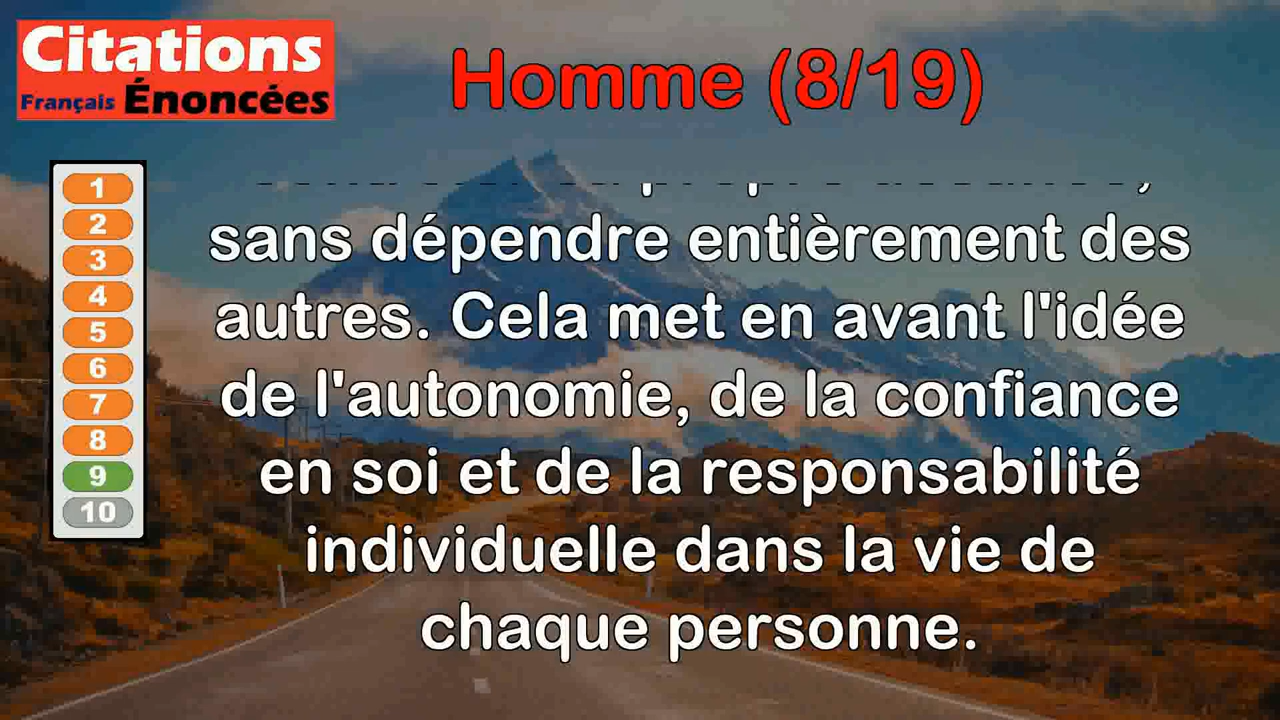 Citations
Français Énoncées
Homme (8/19)
1
2
3
4
5
6
7
8
9
10
sans dépendre entièrement des
autres. Cela met en avant l'idée
de l'autonomie, de la confiance
en soi et de la responsabilité
individuelle dans la vie de
chaque personne.